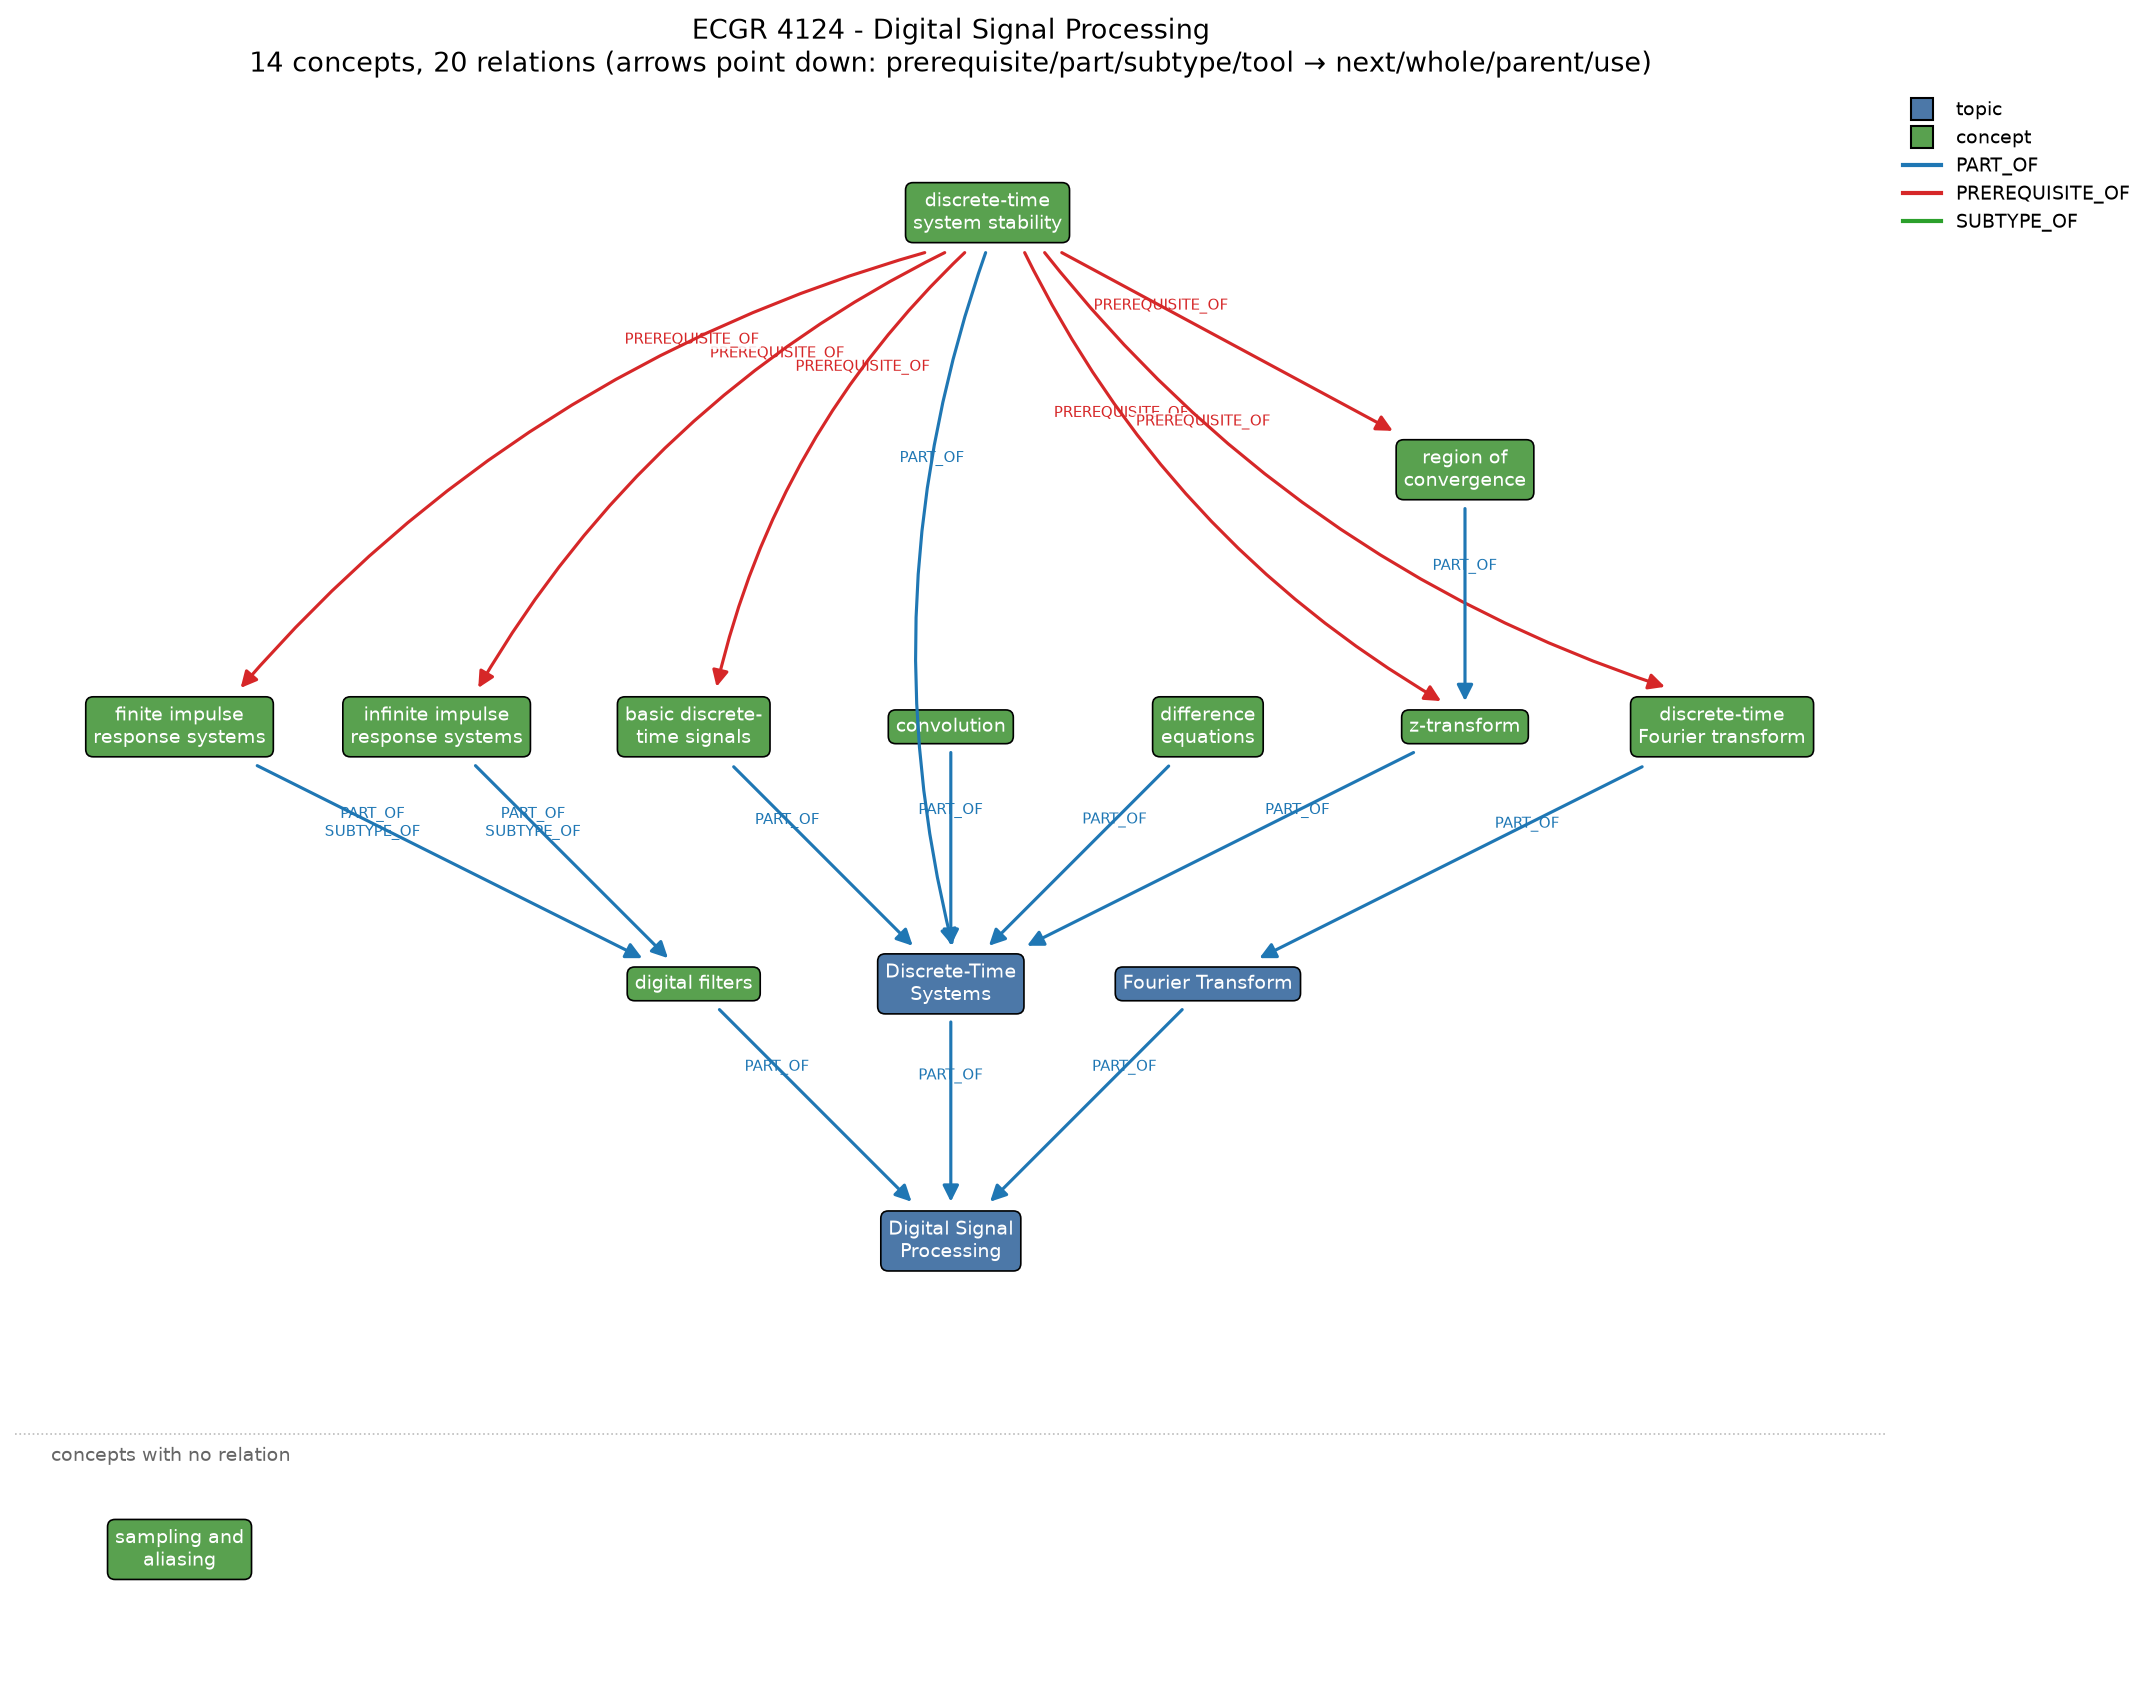 ECGR 4124 - Digital Signal Processing
14 concepts, 20 relations (arrows point down: prerequisite/part/subtype/tool → next/whole/parent/use)
topic
concept
PART_OF
PREREQUISITE_OF
SUBTYPE_OF
discrete-time
system stability
PREREQUISITE_OF
PREREQUISITE_OF
PREREQUISITE_OF
PREREQUISITE_OF
PREREQUISITE_OF
PREREQUISITE_OF
PART_OF
region of
convergence
PART_OF
finite impulse
response systems
infinite impulse
response systems
basic discrete-
time signals
convolution
difference
equations
z-transform
discrete-time
Fourier transform
PART_OF
SUBTYPE_OF
PART_OF
SUBTYPE_OF
PART_OF
PART_OF
PART_OF
PART_OF
PART_OF
digital filters
Discrete-Time
Systems
Fourier Transform
PART_OF
PART_OF
PART_OF
Digital Signal
Processing
concepts with no relation
sampling and
aliasing